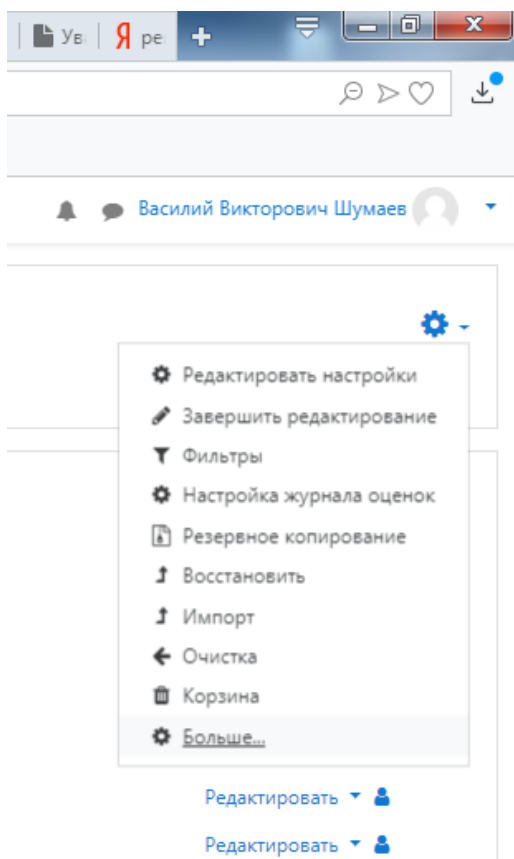 Ува Я ре
Василий Викторович Шумаев
Редактировать настройки
Завершить редактирование
Фильтры
Настройка журнала оценок
Резервное копирование
Восстановить
Импорт
Очистка
Корзина
Больше...
Редактировать
Редактировать